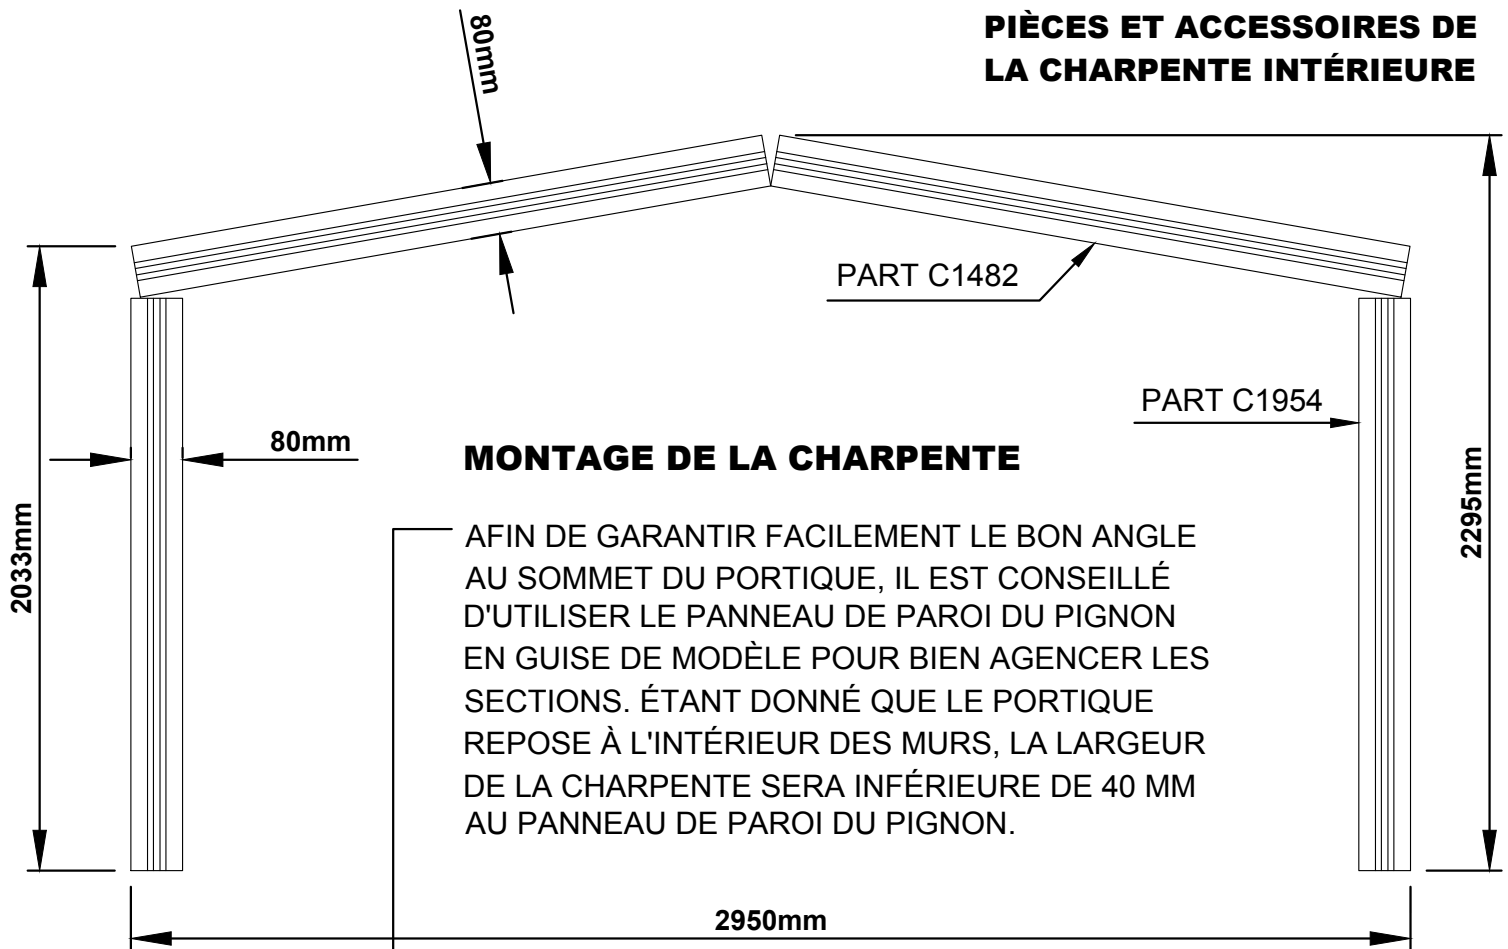 PIÈCES ET ACCESSOIRES DE
LA CHARPENTE INTÉRIEURE
80mm
PART C1482
PART C1954
80mm
MONTAGE DE LA CHARPENTE
2033mm
2295mm
AFIN DE GARANTIR FACILEMENT LE BON ANGLE
AU SOMMET DU PORTIQUE, IL EST CONSEILLÉ
D'UTILISER LE PANNEAU DE PAROI DU PIGNON
EN GUISE DE MODÈLE POUR BIEN AGENCER LES
SECTIONS. ÉTANT DONNÉ QUE LE PORTIQUE
REPOSE À L'INTÉRIEUR DES MURS, LA LARGEUR
DE LA CHARPENTE SERA INFÉRIEURE DE 40 MM
AU PANNEAU DE PAROI DU PIGNON.
2950mm